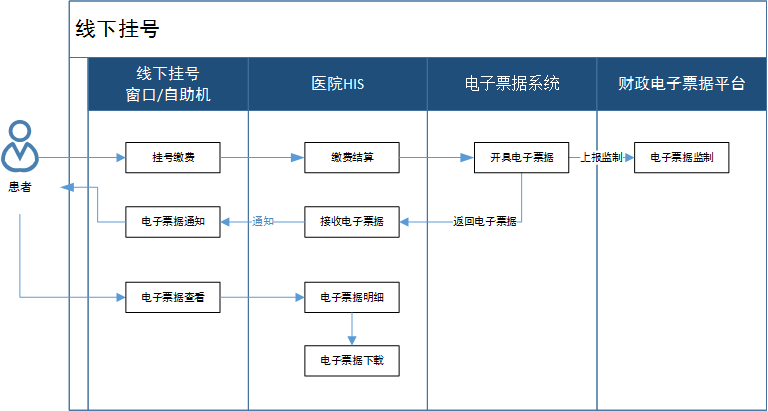 线下挂号
线下挂号
窗口/自助机
医院HIS
电子票据系统
财政电子票据平台
挂号缴费
缴费结算
开具电子票据
上报监制
电子票据监制
患者
电子票据通知
通知
接收电子票据
返回电子票据
电子票据查看
电子票据明细
电子票据下载